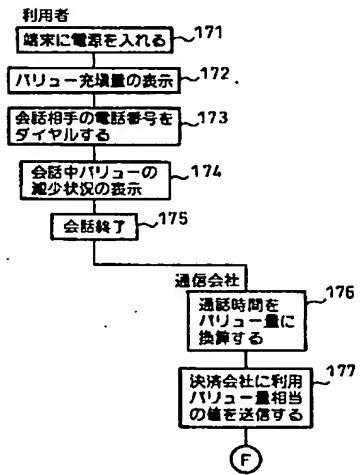 利用者
端末に電源を入れる
171
バリュー充填量の表示
172
会話相手の電話番号を
ダイヤルする
173
会話中バリューの
減少状況の表示
174
会話終了
175
通信会社
通話時間を
バリュー量に
換算する
176
決済会社に利用
バリュー量相当
の値を送信する
177
F